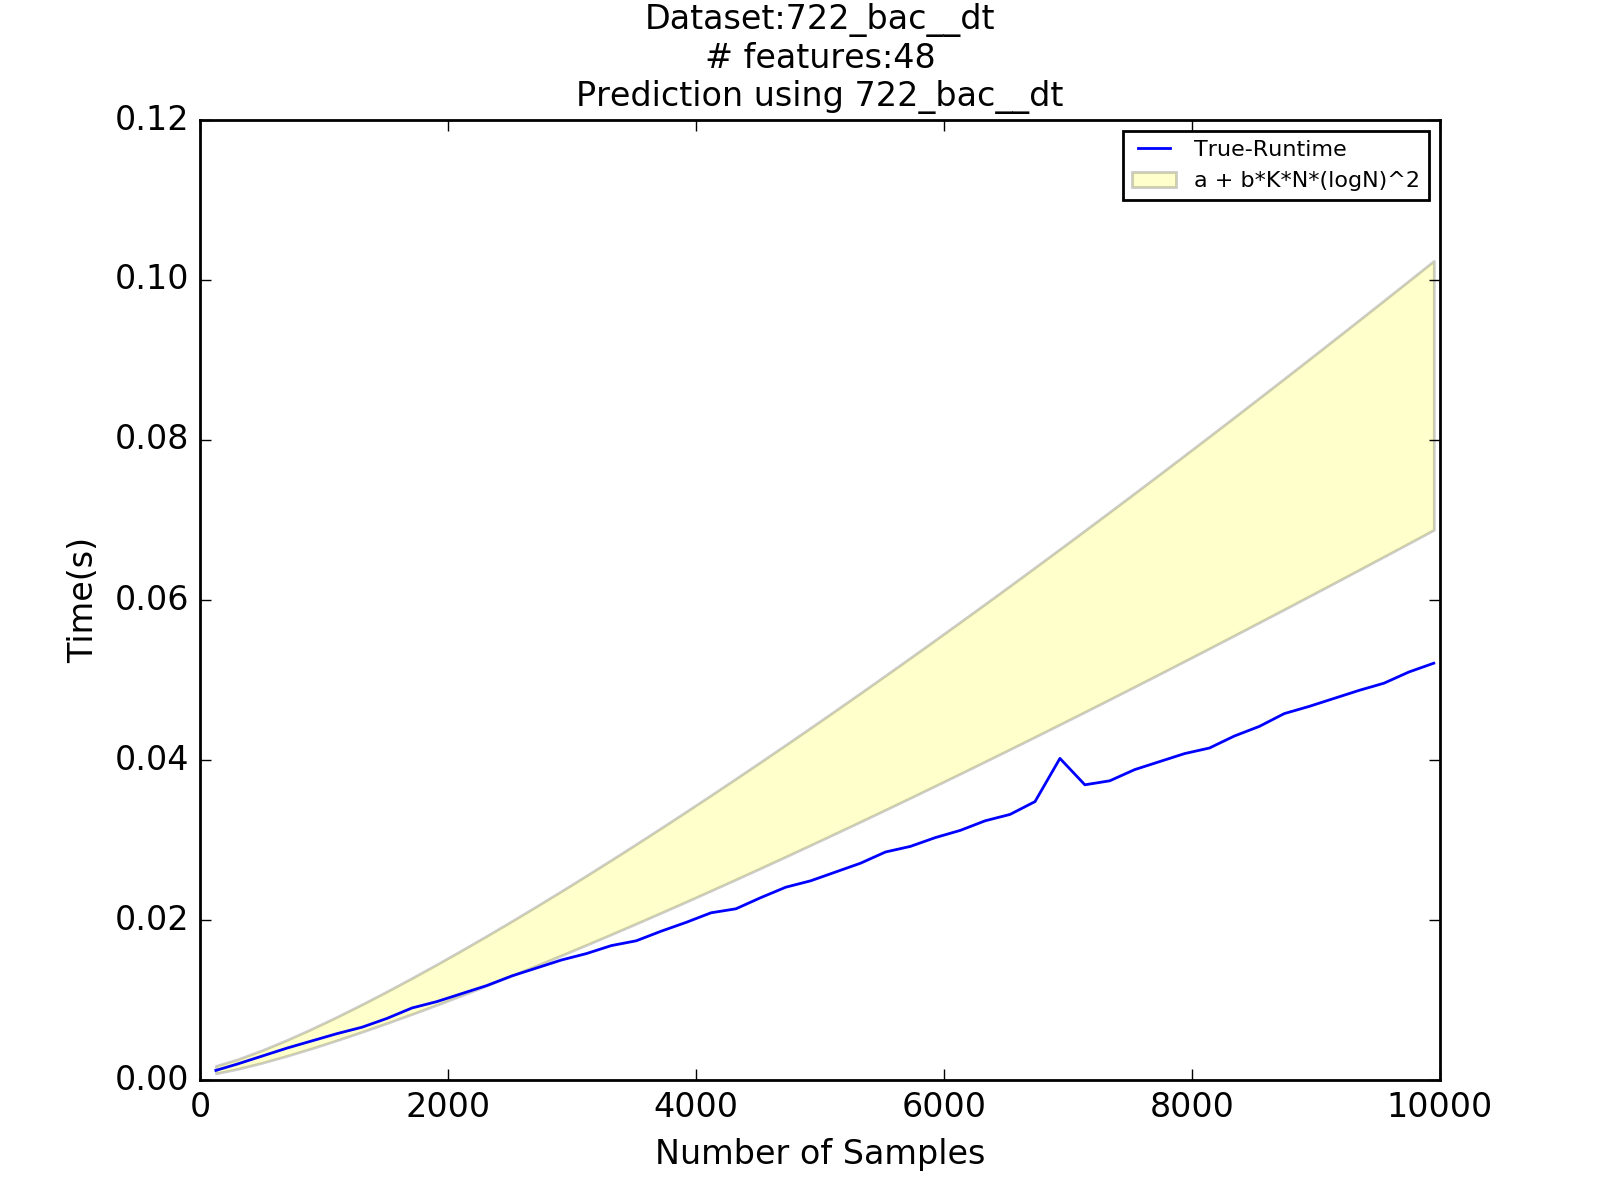 Dataset:722_bac__dt
# features:48
Prediction using 722_bac__dt
True-Runtime
a + b*K*N*(logN)^2
0.12
0.10
0.08
0.06
0.04
0.02
0.00
Time(s)
0 2000 4000 6000 8000 10000
Number of Samples